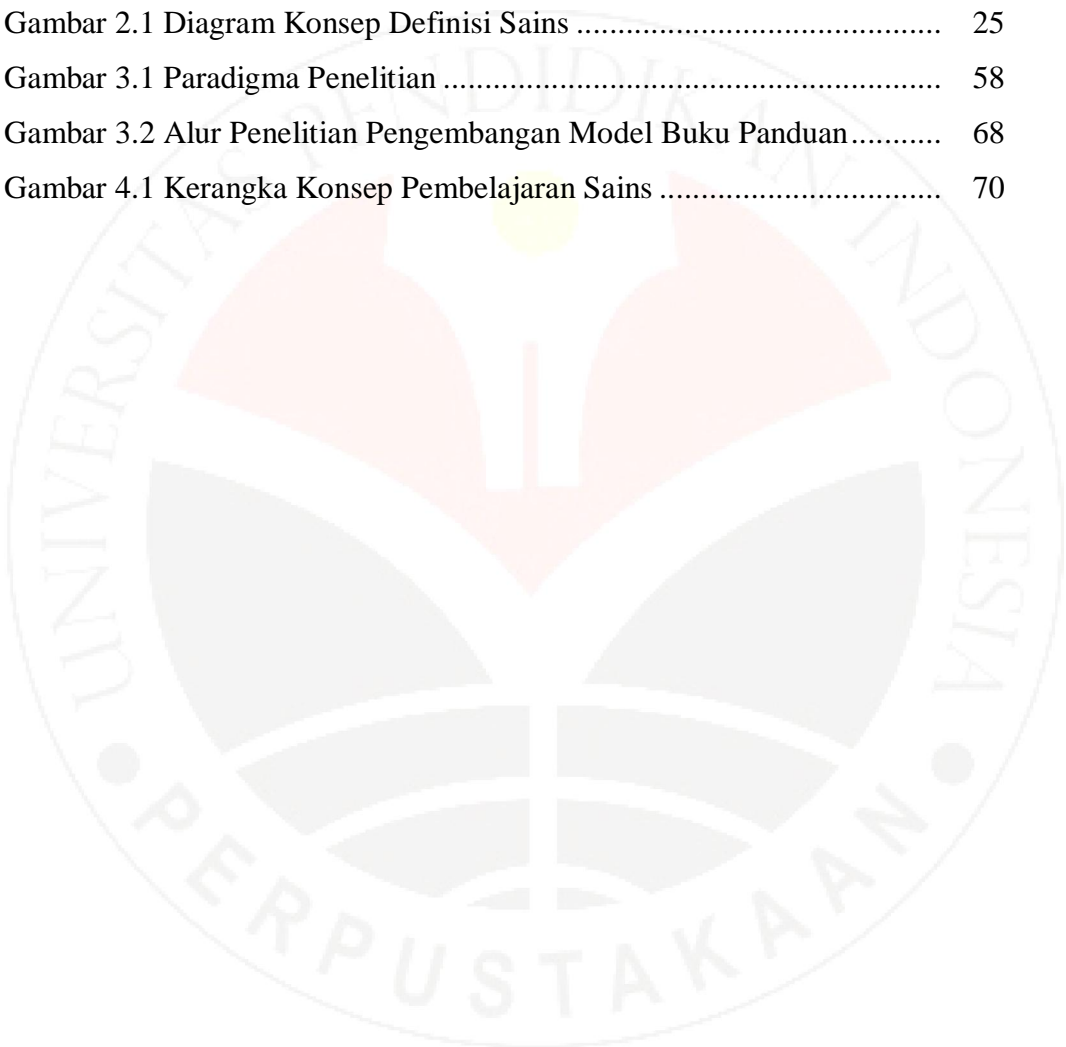 Gambar 2.1 Diagram Konsep Definisi Sains .......................................... 25
Gambar 3.1 Paradigma Penelitian ......................................................... 58
Gambar 3.2 Alur Penelitian Pengembangan Model Buku Panduan ........... 68
Gambar 4.1 Kerangka Konsep Pembelajaran Sains ................................ 70
UNIVERSITAS PENDIDIKAN INDONESIA
PERPUSTAKAAN